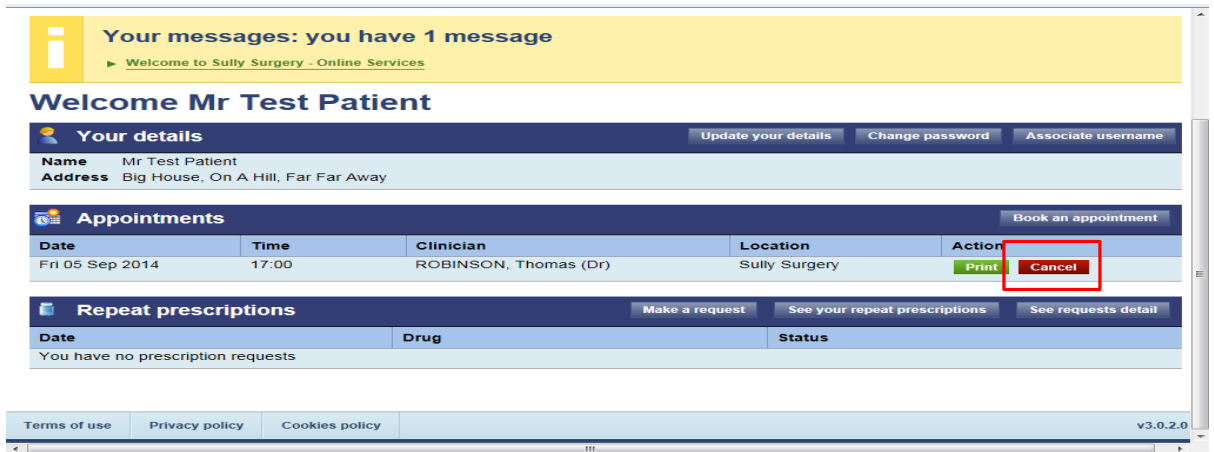 Your messages: you have 1 message
Welcome to Sully Surgery - Online Services
Welcome Mr Test Patient
Your details Update your details Change password Associate username
Name Mr Test Patient
Address Big House, On A Hill, Far Far Away
Appointments Book an appointment
Date Time Clinician Location Action
Fri 05 Sep 2014 17:00 ROBINSON, Thomas (Dr) Sully Surgery Print Cancel
Repeat prescriptions Make a request See your repeat prescriptions See requests detail
Date Drug Status
You have no prescription requests
Terms of use Privacy policy Cookies policy v3.0.2.0